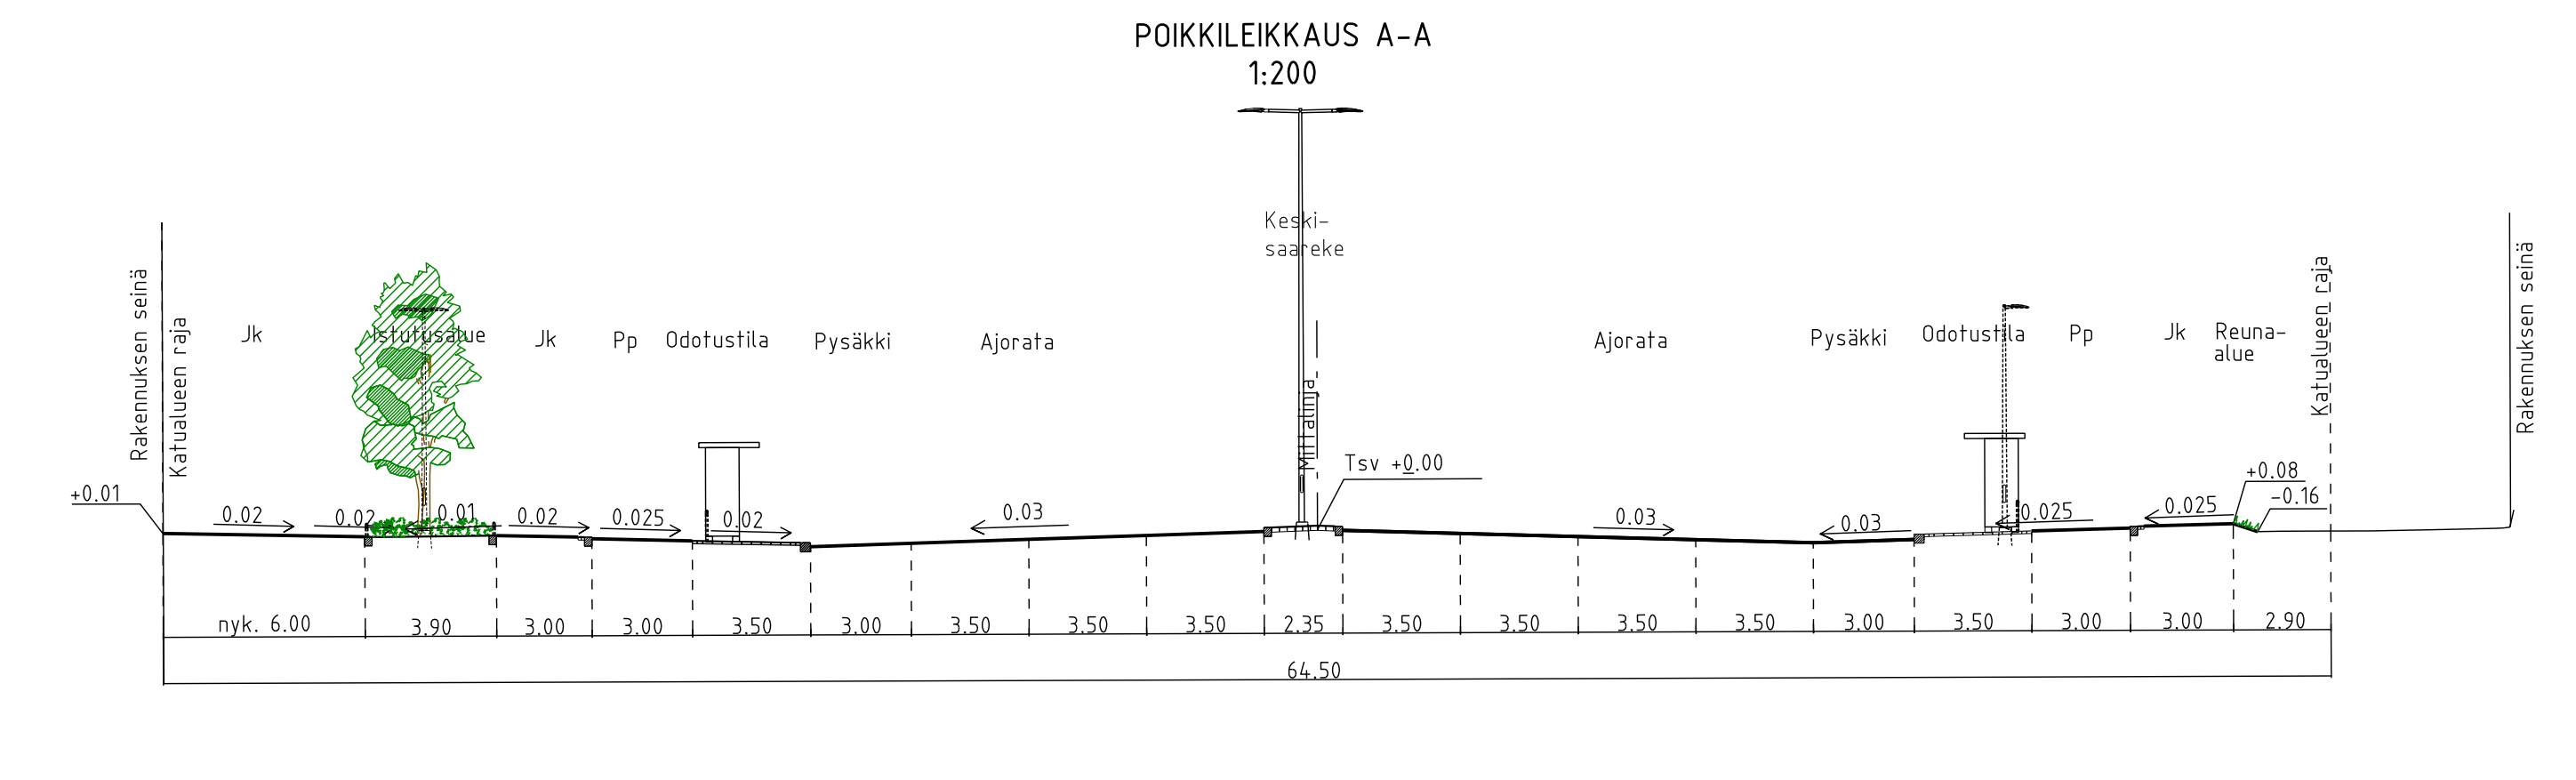 POIKKILEIKKAUS A-A
1:200
Keski-
saareke
Rakennuksen seinä
Katualueen raja
Jk
Istutusalue
Jk
Pp
Odotustila
Pysäkki
Ajorata
Mittalinja
Ajorata
Pysäkki
Odotustila
Pp
Jk
Reuna-
alue
Katualueen raja
Rakennuksen seinä
Tsv +0.00
+0.08
-0.16
+0.01
0.02
0.02
0.01
0.02
0.025
0.02
0.03
0.03
0.03
0.025
0.025
nyk. 6.00
3.90
3.00
3.00
3.50
3.00
3.50
3.50
3.50
2.35
3.50
3.50
3.50
3.50
3.00
3.50
3.00
3.00
2.90
64.50